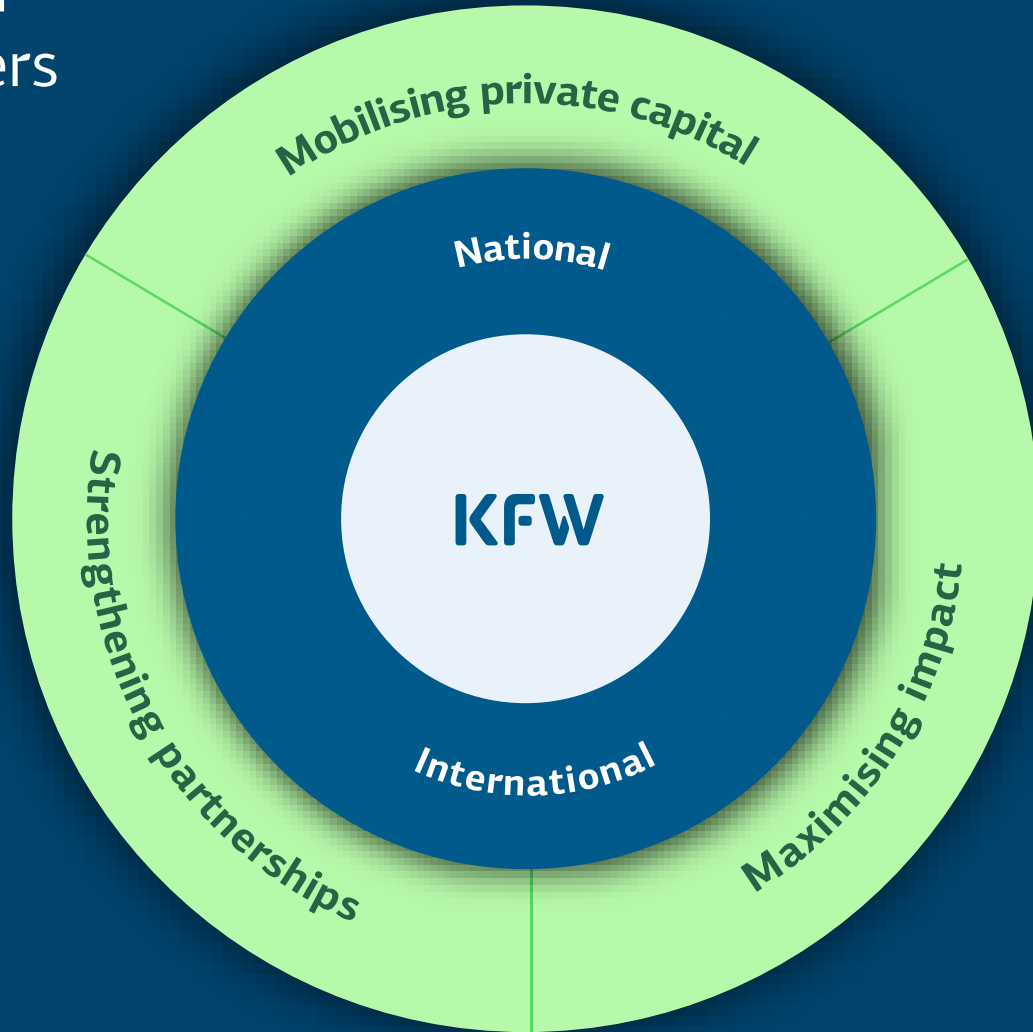 ers
Mobilising private capital
National
KFW
International
Strengthening partnerships
Maximising impact